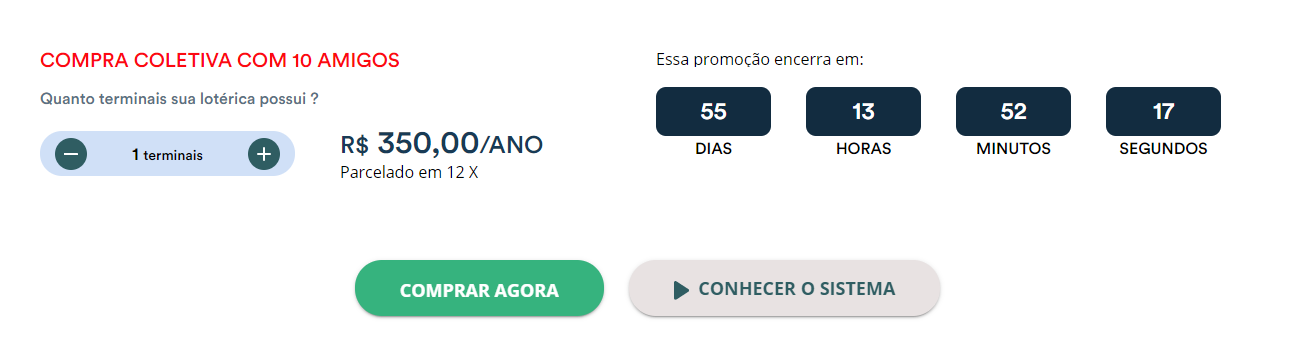 COMPRA COLETIVA COM 10 AMIGOS
Quanto terminais sua lotérica possui ?
1 terminais
R$ 350,00/ANO
Parcelado em 12 X
Essa promoção encerra em:
55 13 52 17
DIAS HORAS MINUTOS SEGUNDOS
COMPRAR AGORA
CONHECER O SISTEMA